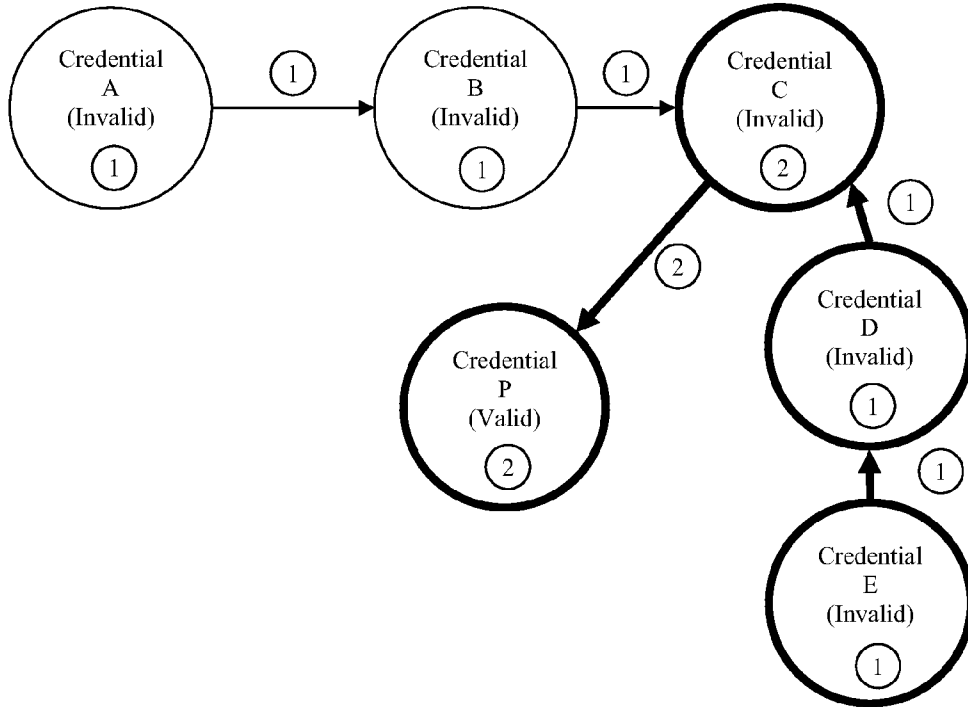 Credential
A
(Invalid)
1
1
Credential
B
(Invalid)
1
1
Credential
C
(Invalid)
2
1
2
Credential
D
(Invalid)
1
Credential
P
(Valid)
2
1
Credential
E
(Invalid)
1